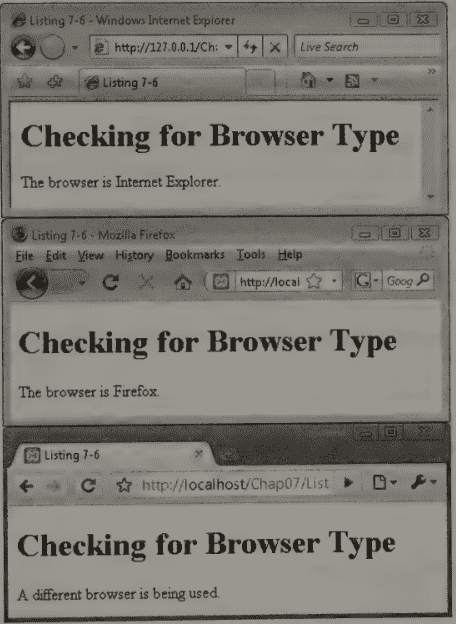 Listing 7-6 - Windows Internet Explorer
http://127.0.0.1/Ch: Live Search
Listing 7-6
Checking for Browser Type
The browser is Internet Explorer.
Listing 7-6 - Mozilla Firefox
File Edit View History Bookmarks Tools Help
http://local G Goog
Checking for Browser Type
The browser is Firefox.
Listing 7-6
http://localhost/Chap07/List
Checking for Browser Type
A different browser is being used.